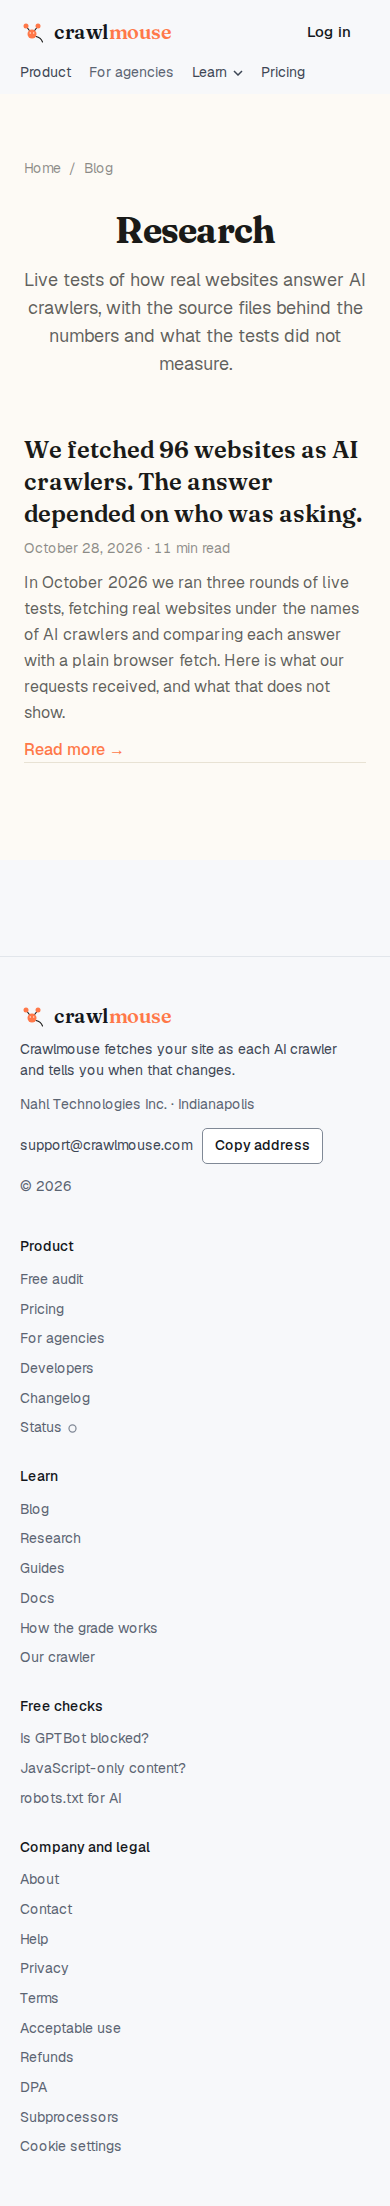 crawlmouse
Log in
Product
For agencies
Learn
Pricing
Home / Blog
Research
Live tests of how real websites answer AI
crawlers, with the source files behind the
numbers and what the tests did not
measure.
We fetched 96 websites as AI
crawlers. The answer
depended on who was asking.
October 28, 2026 · 11 min read
In October 2026 we ran three rounds of live
tests, fetching real websites under the names
of AI crawlers and comparing each answer
with a plain browser fetch. Here is what our
requests received, and what that does not
show.
Read more →
crawlmouse
Crawlmouse fetches your site as each AI crawler
and tells you when that changes.
Nahl Technologies Inc. · Indianapolis
support@crawlmouse.com
Copy address
© 2026
Product
Free audit
Pricing
For agencies
Developers
Changelog
Status
Learn
Blog
Research
Guides
Docs
How the grade works
Our crawler
Free checks
Is GPTBot blocked?
JavaScript-only content?
robots.txt for AI
Company and legal
About
Contact
Help
Privacy
Terms
Acceptable use
Refunds
DPA
Subprocessors
Cookie settings